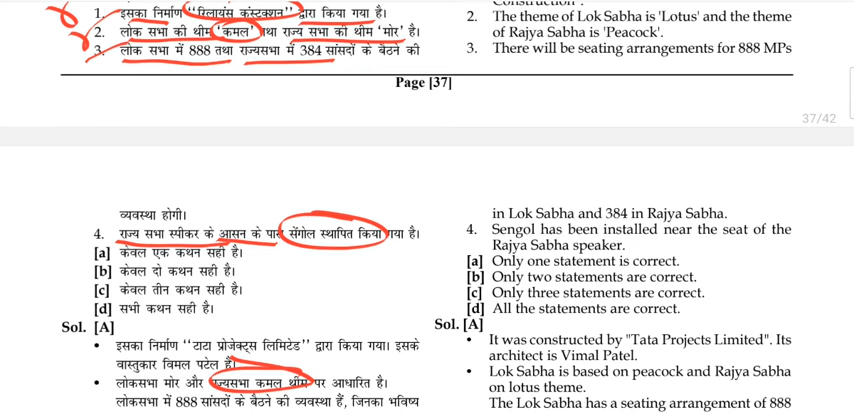 1. इसका निर्माण ‘‘रिलायंस कंस्ट्रक्शन’’ द्वारा किया गया है।
2. लोक सभा की थीम ‘कमल’ तथा राज्य सभा की थीम ‘मोर’ है।
3. लोक सभा में 888 तथा राज्यसभा में 384 सांसदों के बैठने की
Construction".
2. The theme of Lok Sabha is 'Lotus' and the theme
of Rajya Sabha is 'Peacock'.
3. There will be seating arrangements for 888 MPs
Page [37]
37/42
व्यवस्था होगी।
4. राज्य सभा स्पीकर के आसन के पास सेंगोल स्थापित किया गया है।
[a] केवल एक कथन सही है।
[b] केवल दो कथन सही है।
[c] केवल तीन कथन सही है।
[d] सभी कथन सही है।
Sol. [A]
• इसका निर्माण ‘‘टाटा प्रोजेक्ट्स लिमिटेड’’ द्वारा किया गया। इसके
वास्तुकार विमल पटेल हैं।
• लोकसभा मोर और राज्यसभा कमल थीम पर आधारित है।
लोकसभा में 888 सांसदों के बैठने की व्यवस्था हैं, जिनका भविष्य
in Lok Sabha and 384 in Rajya Sabha.
4. Sengol has been installed near the seat of the
Rajya Sabha speaker.
[a] Only one statement is correct.
[b] Only two statements are correct.
[c] Only three statements are correct.
[d] All the statements are correct.
Sol. [A]
• It was constructed by "Tata Projects Limited". Its
architect is Vimal Patel.
• Lok Sabha is based on peacock and Rajya Sabha
on lotus theme.
The Lok Sabha has a seating arrangement of 888